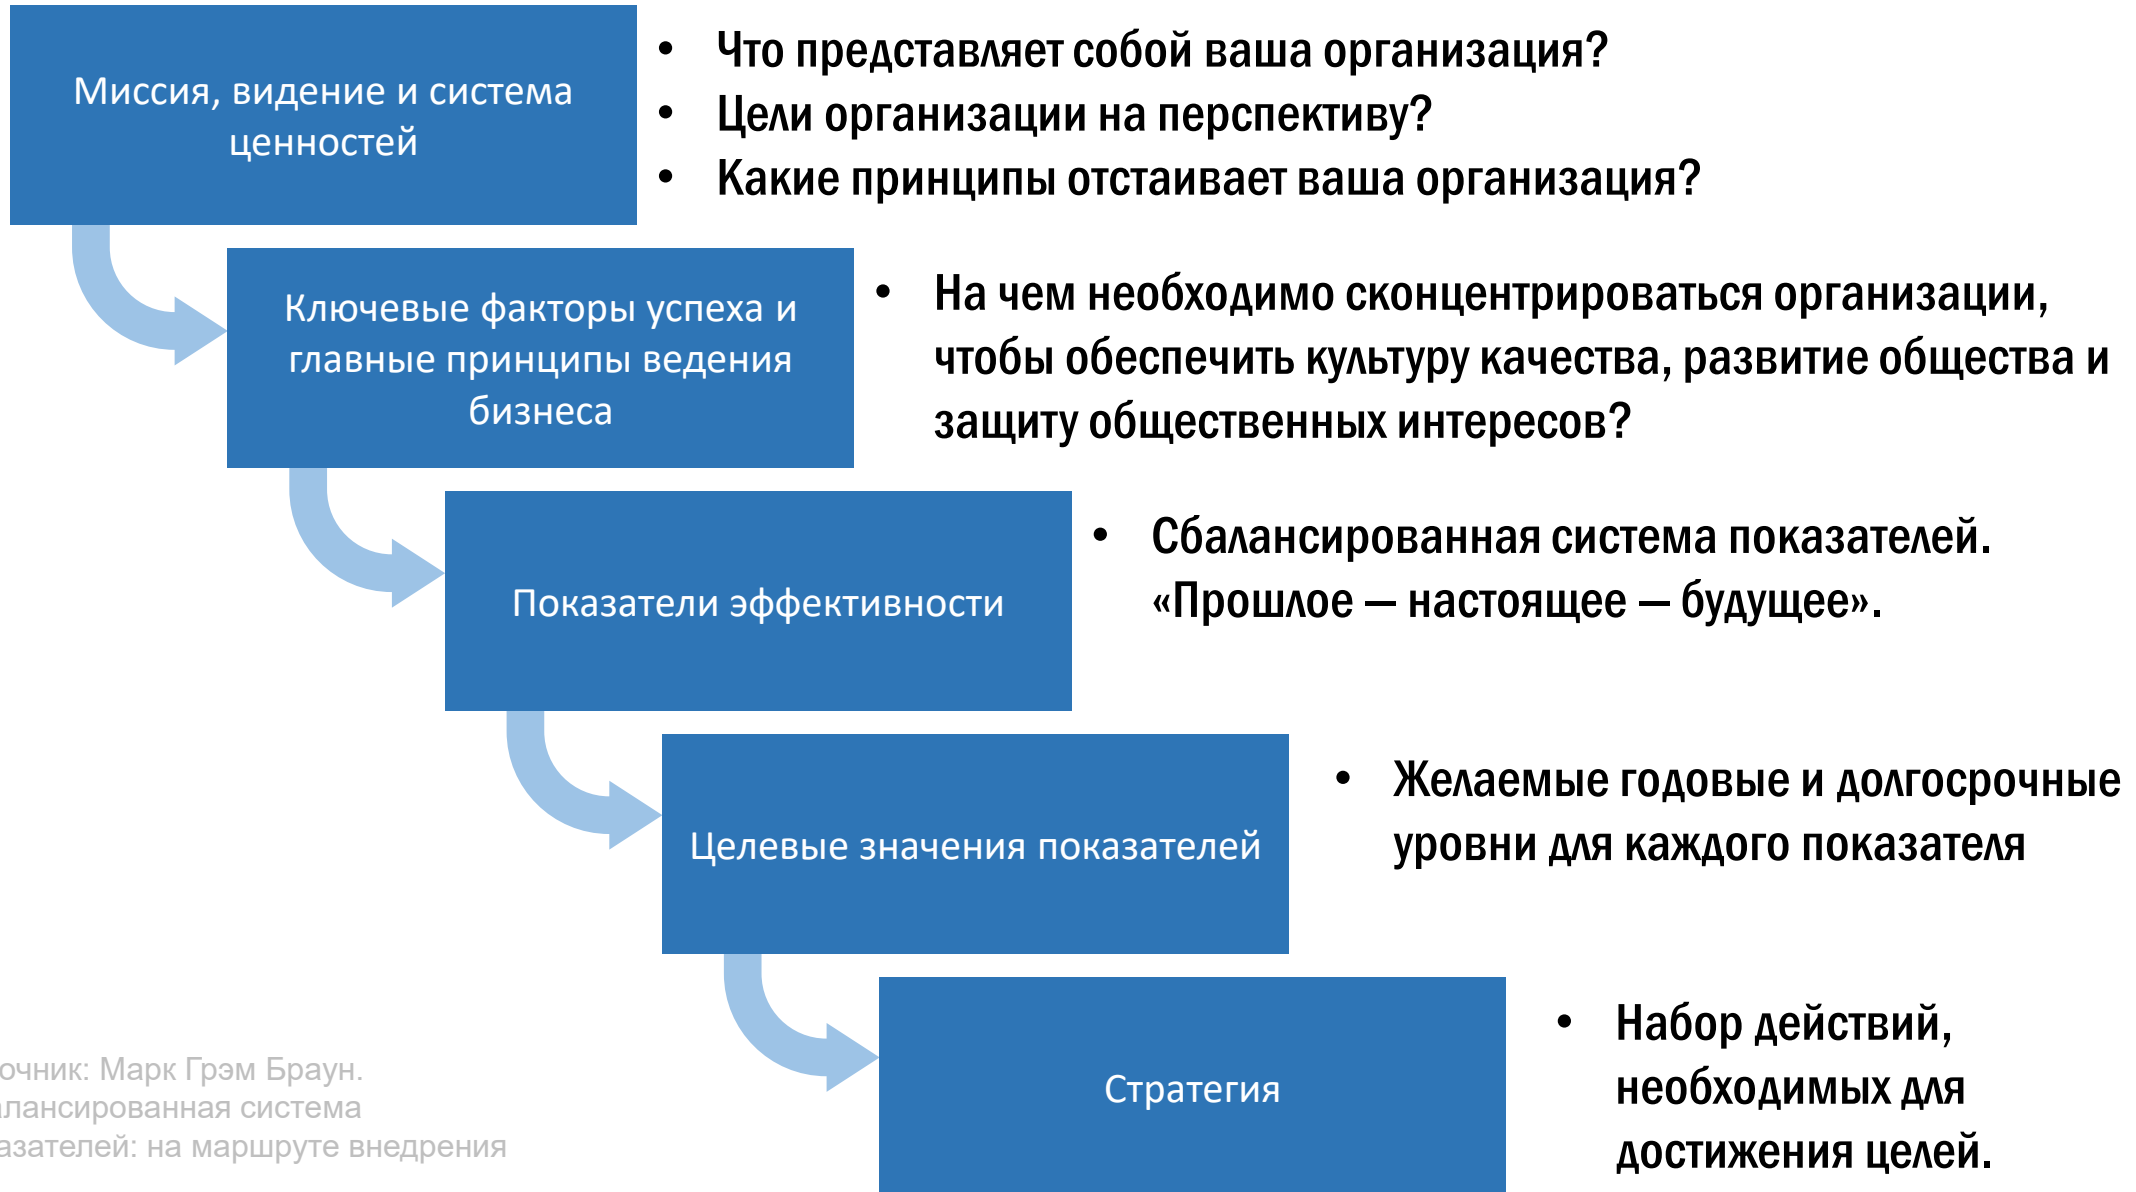 Миссия, видение и система
ценностей
• Что представляет собой ваша организация?
• Цели организации на перспективу?
• Какие принципы отстаивает ваша организация?
Ключевые факторы успеха и
главные принципы ведения
бизнеса
• На чем необходимо сконцентрироваться организации,
чтобы обеспечить культуру качества, развитие общества и
защиту общественных интересов?
Показатели эффективности
• Сбалансированная система показателей.
«Прошлое — настоящее — будущее».
Целевые значения показателей
• Желаемые годовые и долгосрочные
уровни для каждого показателя
Стратегия
• Набор действий,
необходимых для
достижения целей.
очник: Марк Грэм Браун.
лансированная система
азателей: на маршруте внедрения